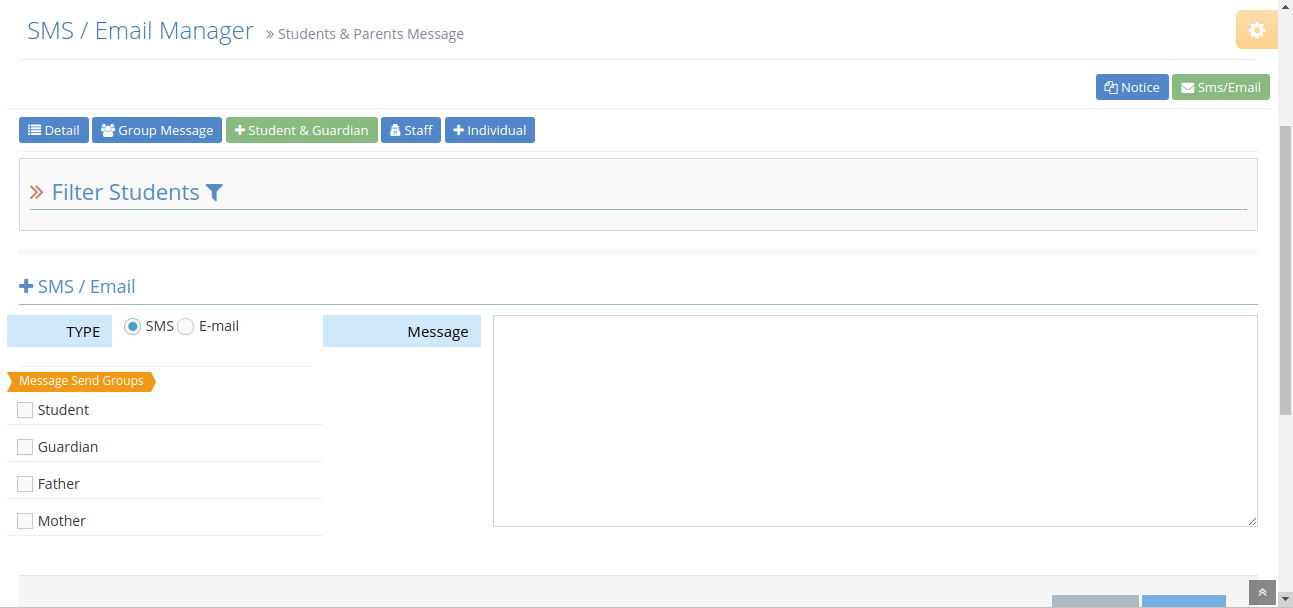 SMS / Email Manager » Students & Parents Message
Notice Sms/Email
Detail Group Message Student & Guardian Staff Individual
Filter Students
SMS / Email
TYPE SMS E-mail Message
Message Send Groups
Student
Guardian
Father
Mother